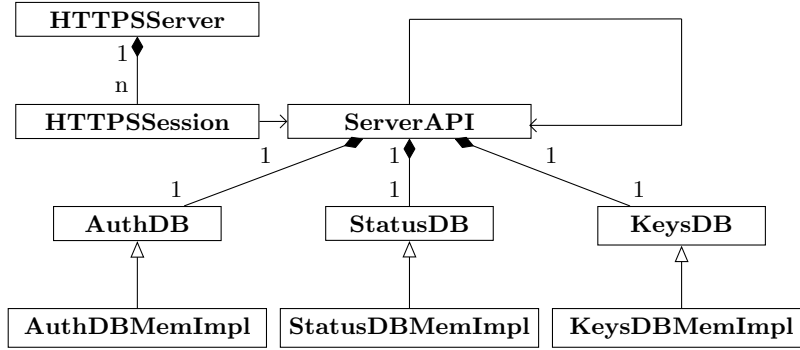 HTTPSServer
1
n
HTTPSSession
ServerAPI
1
1
1
1
1
1
AuthDB
StatusDB
KeysDB
AuthDBMemImpl
StatusDBMemImpl
KeysDBMemImpl